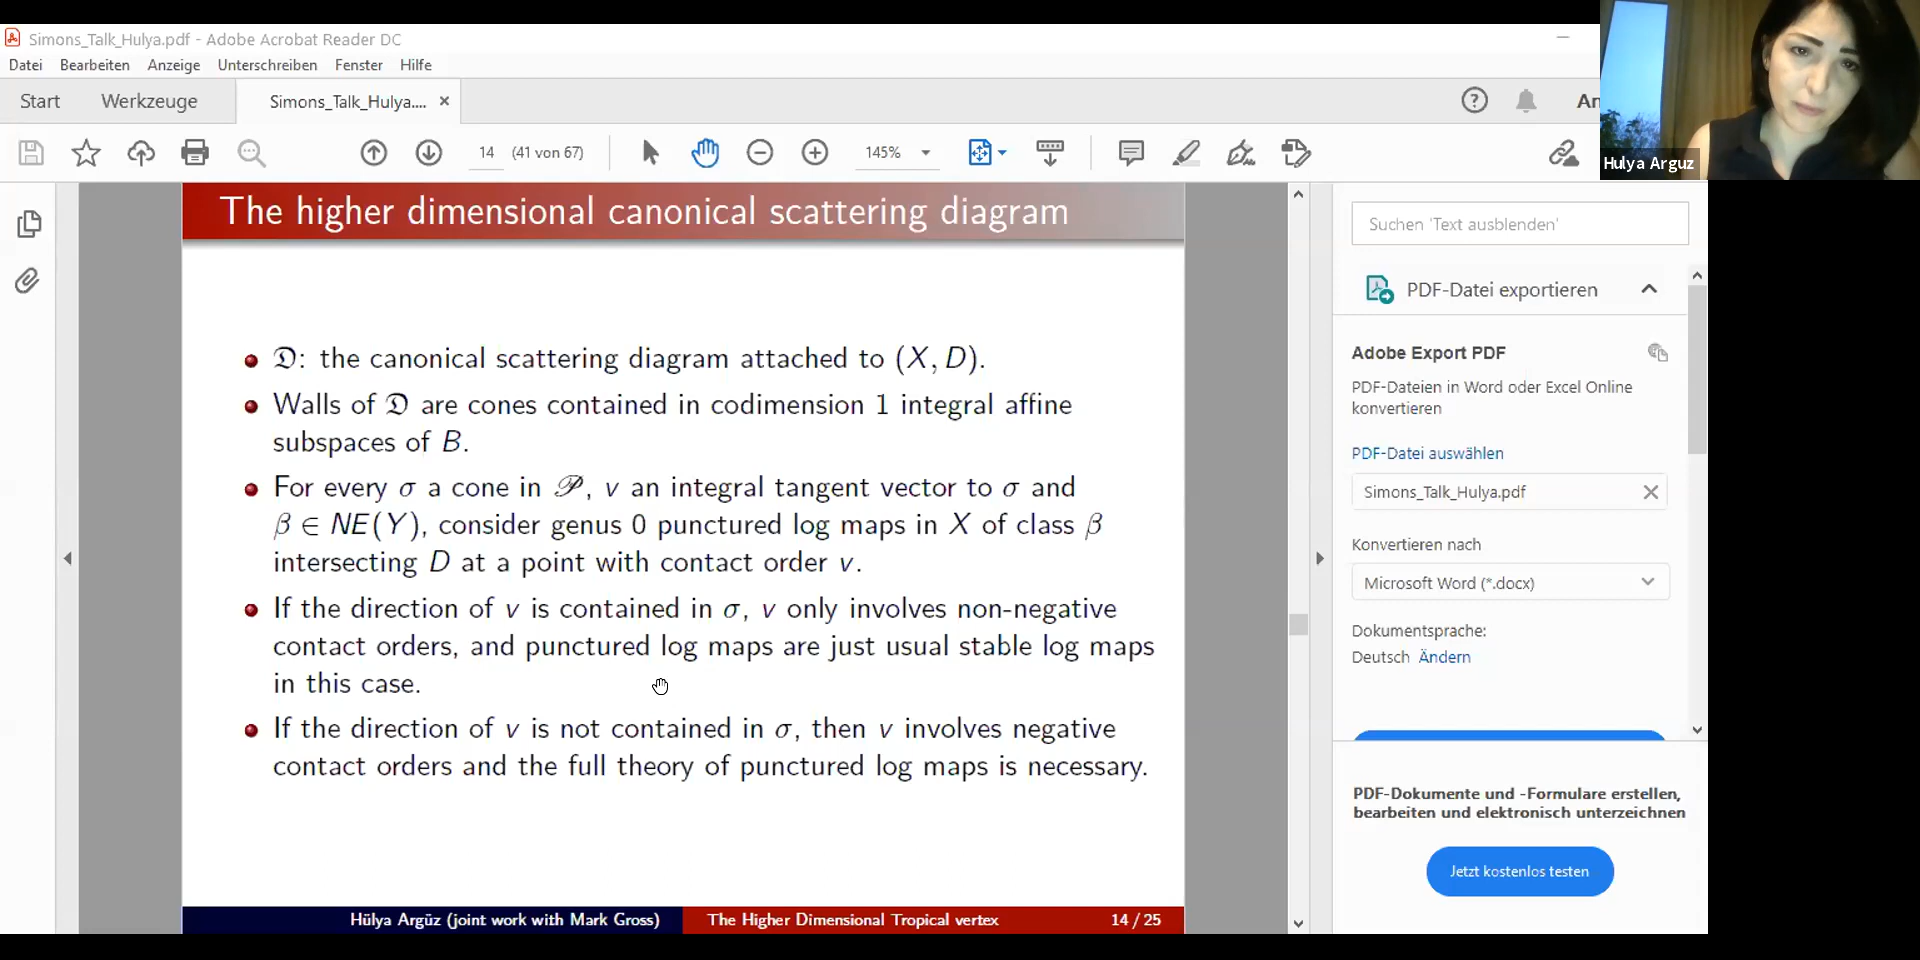 Simons_Talk_Hulya.pdf - Adobe Acrobat Reader DC
Datei Bearbeiten Anzeige Unterschreiben Fenster Hilfe
Start Werkzeuge Simons_Talk_Hulya.... × An
14 (41 von 67) 145%
Hulya Arguz
The higher dimensional canonical scattering diagram
𝔇: the canonical scattering diagram attached to (X, D).
Walls of 𝔇 are cones contained in codimension 1 integral affine
subspaces of B.
For every σ a cone in 𝒫, v an integral tangent vector to σ and
β ∈ NE(Y), consider genus 0 punctured log maps in X of class β
intersecting D at a point with contact order v.
If the direction of v is contained in σ, v only involves non-negative
contact orders, and punctured log maps are just usual stable log maps
in this case.
If the direction of v is not contained in σ, then v involves negative
contact orders and the full theory of punctured log maps is necessary.
Hülya Argüz (joint work with Mark Gross) The Higher Dimensional Tropical vertex 14 / 25
Suchen 'Text ausblenden'
PDF-Datei exportieren
Adobe Export PDF
PDF-Dateien in Word oder Excel Online
konvertieren
PDF-Datei auswählen
Simons_Talk_Hulya.pdf
Konvertieren nach
Microsoft Word (*.docx)
Dokumentsprache:
Deutsch Ändern
PDF-Dokumente und -Formulare erstellen,
bearbeiten und elektronisch unterzeichnen
Jetzt kostenlos testen